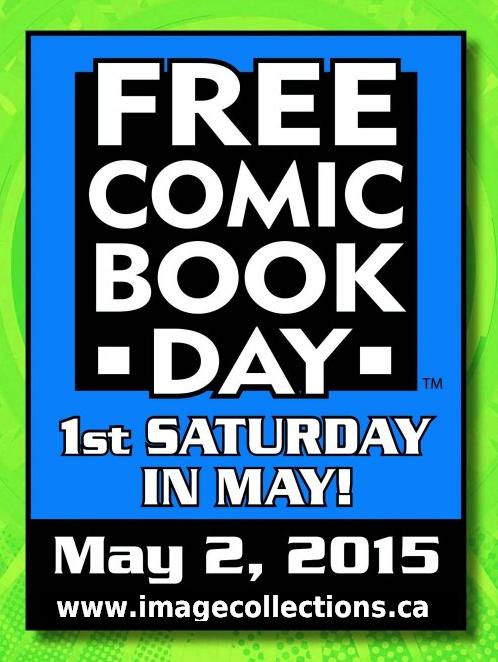 FREE
COMIC
BOOK
▪DAY▪
TM
1st SATURDAY
IN MAY!
May 2, 2015
www.imagecollections.ca